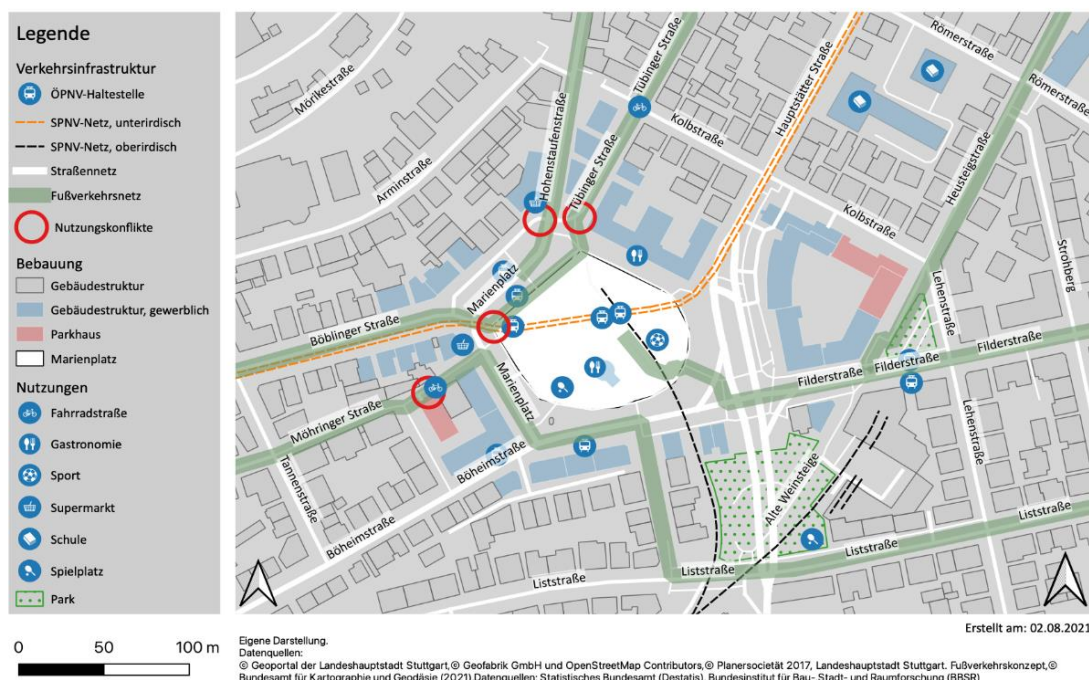 Legende
Verkehrsinfrastruktur
ÖPNV-Haltestelle
SPNV-Netz, unterirdisch
SPNV-Netz, oberirdisch
Straßennetz
Fußverkehrsnetz
Nutzungskonflikte
Bebauung
Gebäudestruktur
Gebäudestruktur, gewerblich
Parkhaus
Marienplatz
Nutzungen
Fahrradstraße
Gastronomie
Sport
Supermarkt
Schule
Spielplatz
Park
0 50 100 m
Mörikestraße
Arminstraße
Hohenstaufenstraße
Tübinger Straße
Tübinger Straße
Kolbstraße
Hauptstätter Straße
Römerstraße
Römerstraße
Heusteigstraße
Kolbstraße
Strohberg
Lehenstraße
Marienplatz
Böblinger Straße
Filderstraße
Filderstraße
Filderstraße
Marienplatz
Möhringer Straße
Lehenstraße
Böheimstraße
Tannenstraße
Alte Weinsteige
Böheimstraße
Liststraße
Liststraße
Liststraße
Liststraße
Erstellt am: 02.08.2021
Eigene Darstellung.
Datenquellen:
© Geoportal der Landeshauptstadt Stuttgart,© Geofabrik GmbH und OpenStreetMap Contributors,© Planersocietät 2017, Landeshauptstadt Stuttgart. Fußverkehrskonzept,©
Bundesamt für Kartographie und Geodäsie (2021) Datenquellen: Statistisches Bundesamt (Destatis), Bundesinstitut für Bau- Stadt- und Raumforschung (BBSR)